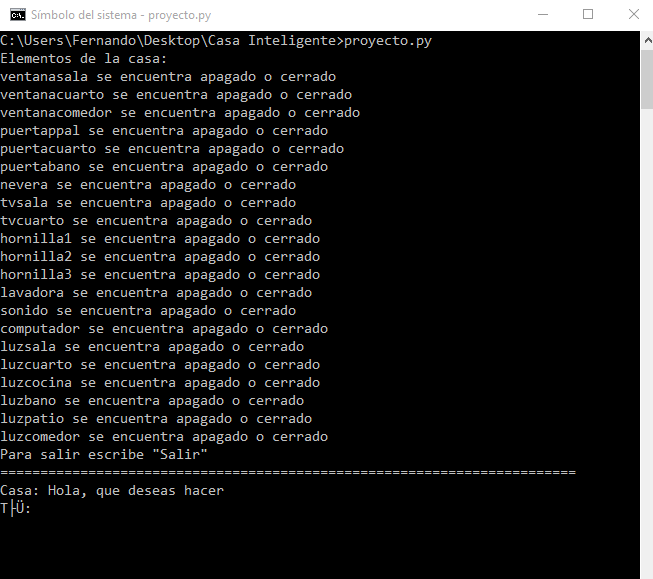 Símbolo del sistema - proyecto.py
C:\Users\Fernando\Desktop\Casa Inteligente>proyecto.py
Elementos de la casa:
ventanasala se encuentra apagado o cerrado
ventanacuarto se encuentra apagado o cerrado
ventanacomedor se encuentra apagado o cerrado
puertappal se encuentra apagado o cerrado
puertacuarto se encuentra apagado o cerrado
puertabano se encuentra apagado o cerrado
nevera se encuentra apagado o cerrado
tvsala se encuentra apagado o cerrado
tvcuarto se encuentra apagado o cerrado
hornilla1 se encuentra apagado o cerrado
hornilla2 se encuentra apagado o cerrado
hornilla3 se encuentra apagado o cerrado
lavadora se encuentra apagado o cerrado
sonido se encuentra apagado o cerrado
computador se encuentra apagado o cerrado
luzsala se encuentra apagado o cerrado
luzcuarto se encuentra apagado o cerrado
luzcocina se encuentra apagado o cerrado
luzbano se encuentra apagado o cerrado
luzpatio se encuentra apagado o cerrado
luzcomedor se encuentra apagado o cerrado
Para salir escribe "Salir"
========================================================================
Casa: Hola, que deseas hacer
T├Ü: